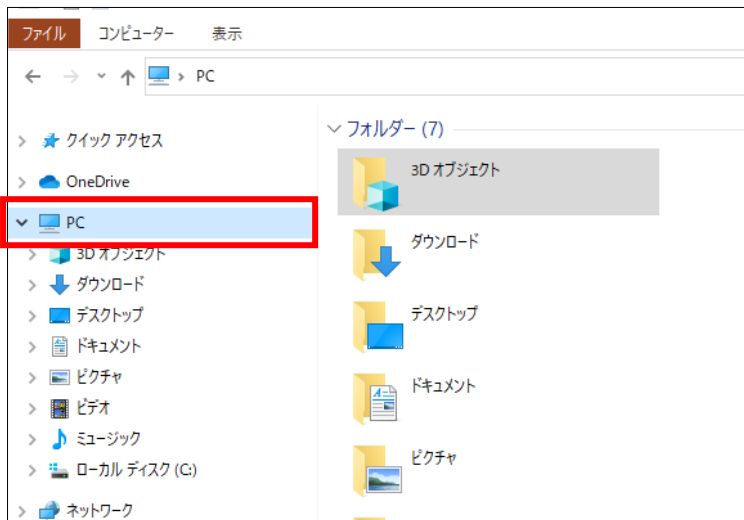 ファイル コンピューター 表示
PC
クイック アクセス
OneDrive
PC
3D オブジェクト
ダウンロード
デスクトップ
ドキュメント
ピクチャ
ビデオ
ミュージック
ローカル ディスク (C:)
ネットワーク
フォルダー (7)
3D オブジェクト
ダウンロード
デスクトップ
ドキュメント
ピクチャ